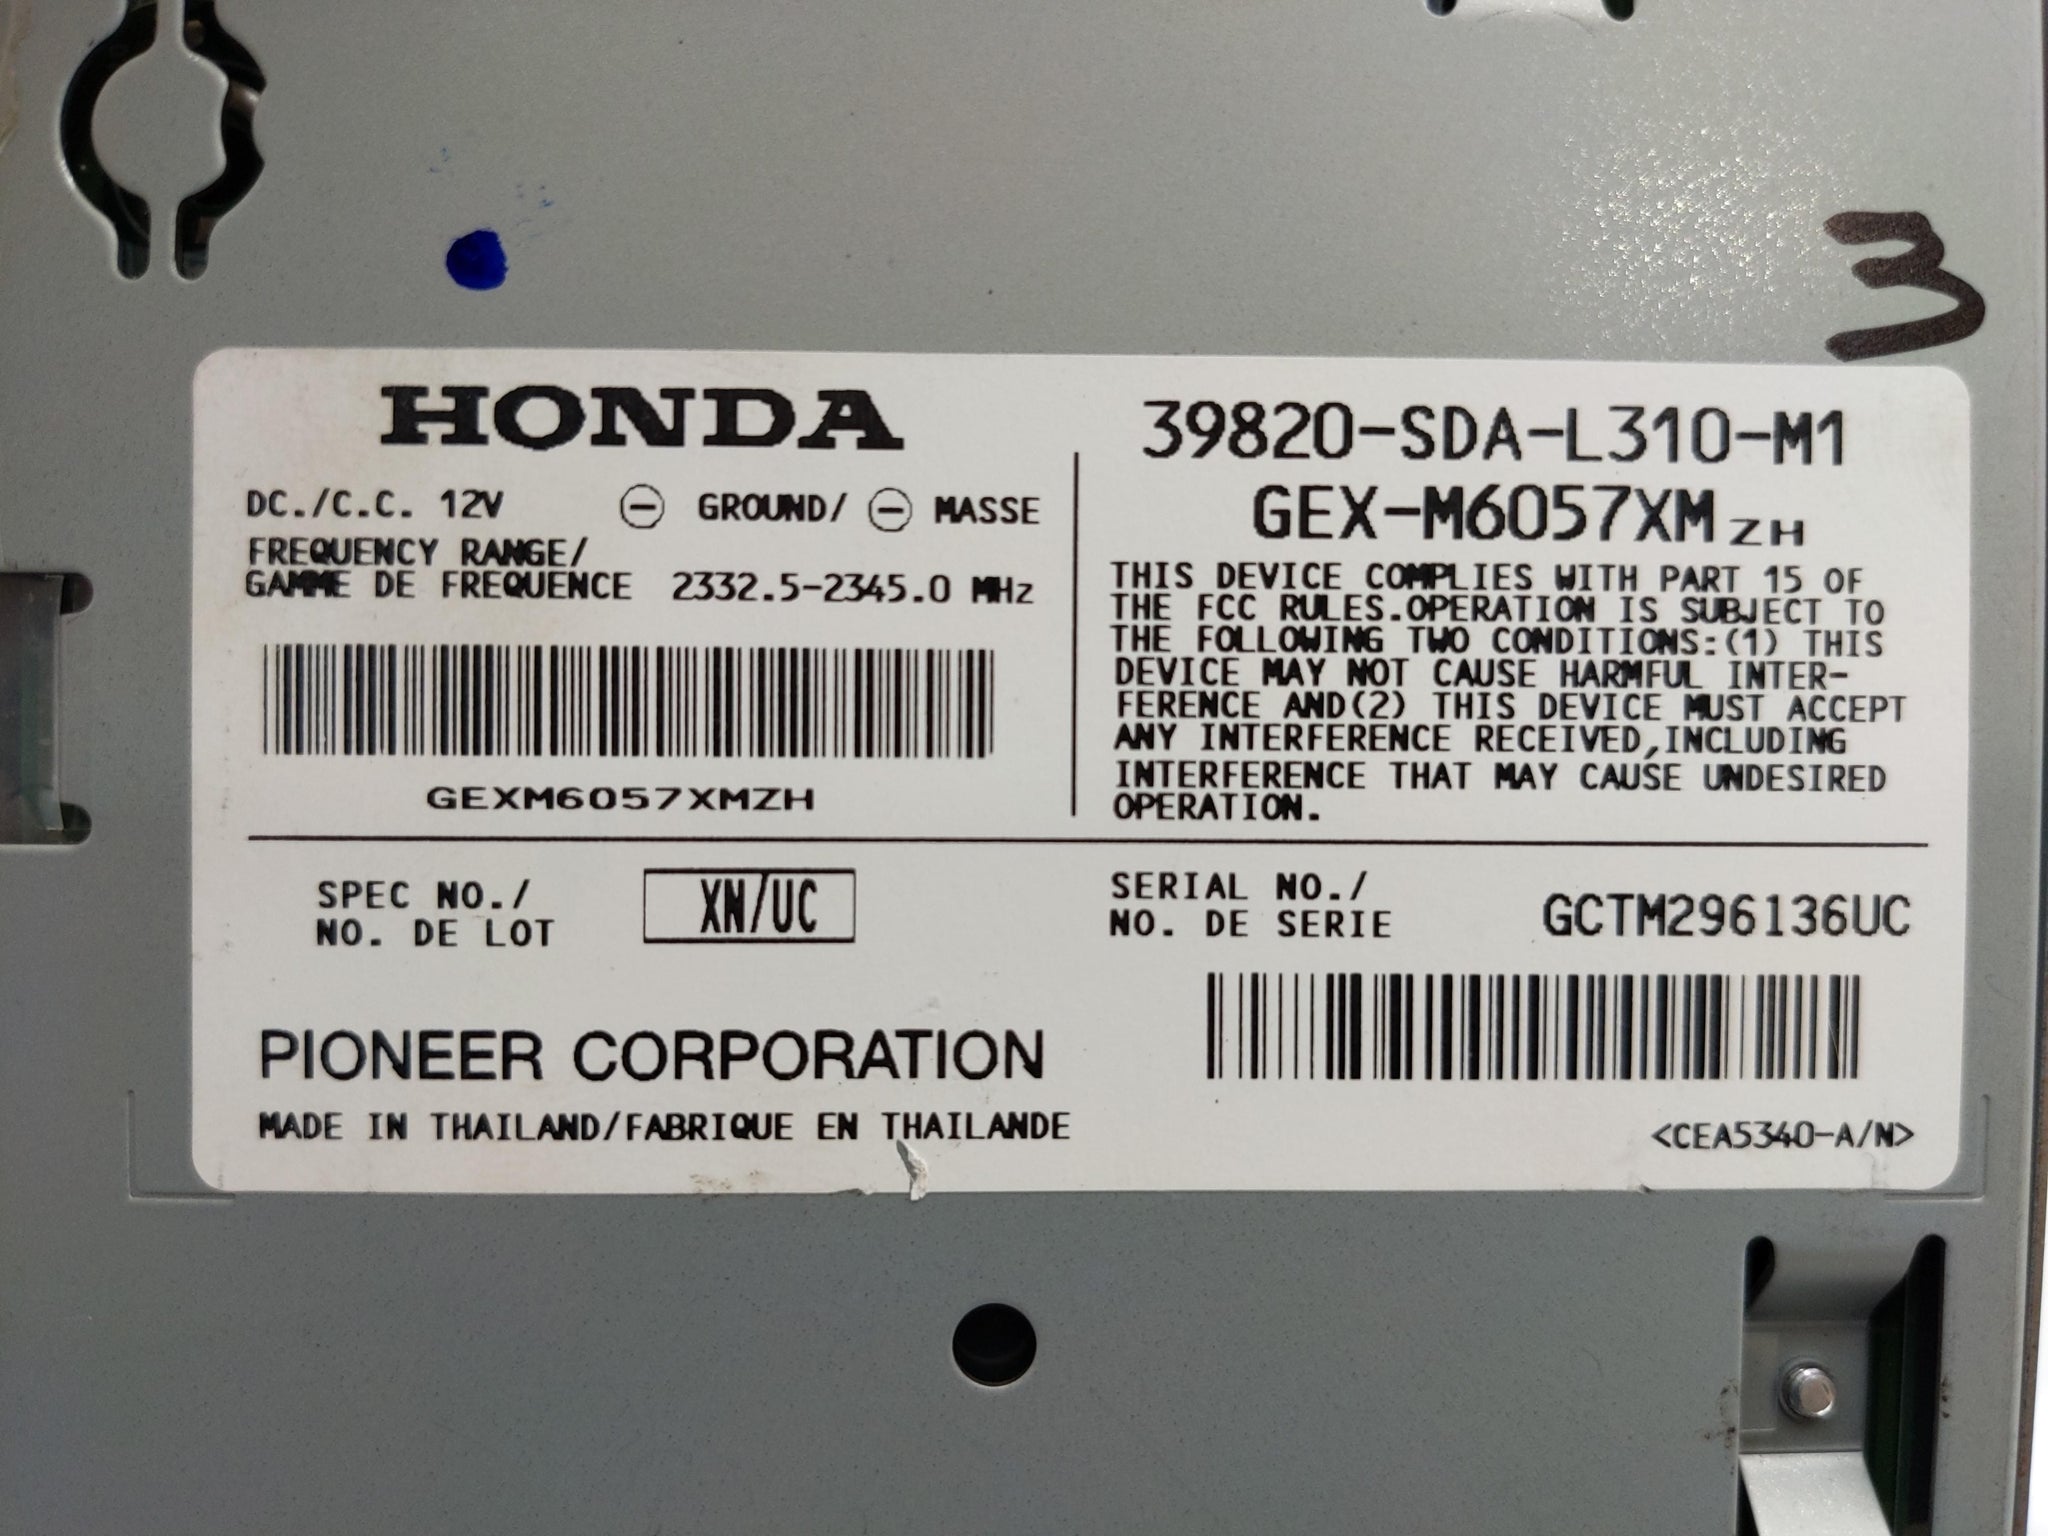 3
HONDA
DC./C.C. 12V ⊖ GROUND/ ⊖ MASSE
FREQUENCY RANGE/
GAMME DE FREQUENCE 2332.5-2345.0 MHz
GEXM6057XMZH
39820-SDA-L310-M1
GEX-M6057XM ZH
THIS DEVICE COMPLIES WITH PART 15 OF
THE FCC RULES.OPERATION IS SUBJECT TO
THE FOLLOWING TWO CONDITIONS:(1) THIS
DEVICE MAY NOT CAUSE HARMFUL INTER-
FERENCE AND(2) THIS DEVICE MUST ACCEPT
ANY INTERFERENCE RECEIVED,INCLUDING
INTERFERENCE THAT MAY CAUSE UNDESIRED
OPERATION.
SPEC NO./
NO. DE LOT
XN/UC
SERIAL NO./
NO. DE SERIE
GCTM296136UC
PIONEER CORPORATION
MADE IN THAILAND/FABRIQUE EN THAILANDE
<CEA5340-A/N>